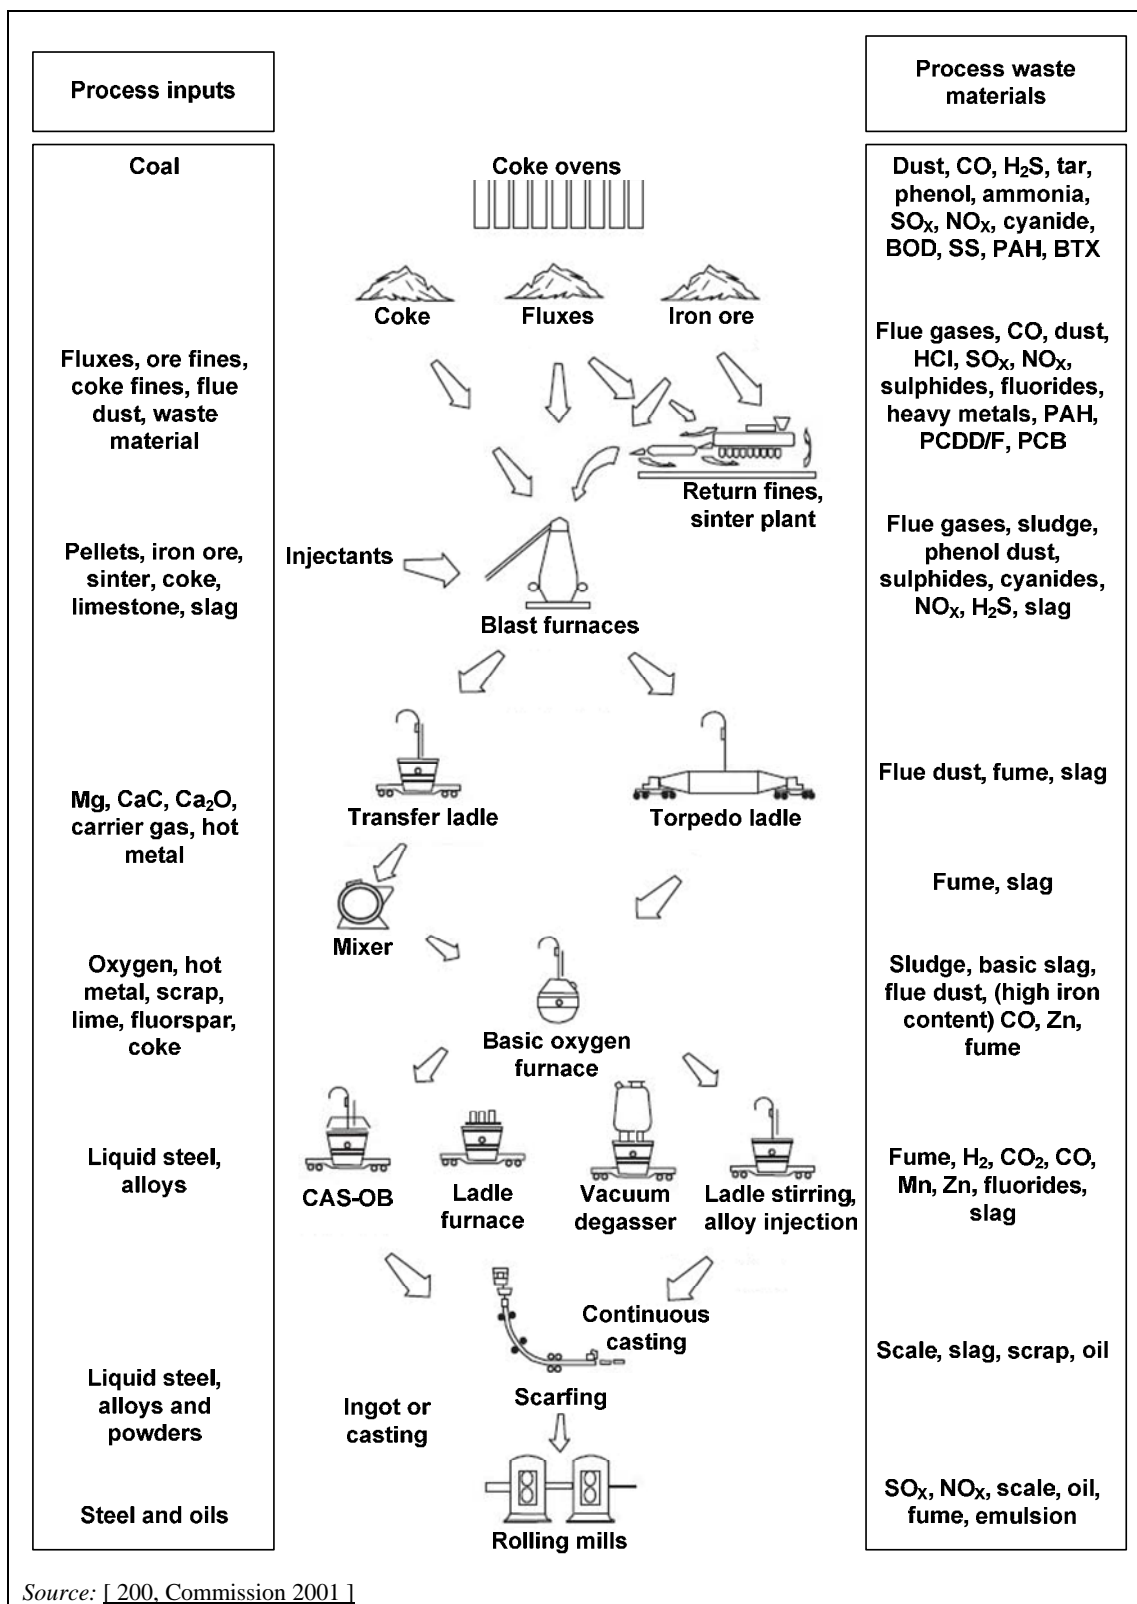 Process inputs
Process waste
materials
Coal
Coke ovens
Dust, CO, H₂S, tar,
phenol, ammonia,
SOₓ, NOₓ, cyanide,
BOD, SS, PAH, BTX
Coke
Fluxes
Iron ore
Fluxes, ore fines,
coke fines, flue
dust, waste
material
Flue gases, CO, dust,
HCl, SOₓ, NOₓ,
sulphides, fluorides,
heavy metals, PAH,
PCDD/F, PCB
Return fines,
sinter plant
Pellets, iron ore,
sinter, coke,
limestone, slag
Injectants
Blast furnaces
Flue gases, sludge,
phenol dust,
sulphides, cyanides,
NOₓ, H₂S, slag
Mg, CaC, Ca₂O,
carrier gas, hot
metal
Transfer ladle
Torpedo ladle
Flue dust, fume, slag
Mixer
Fume, slag
Oxygen, hot
metal, scrap,
lime, fluorspar,
coke
Basic oxygen
furnace
Sludge, basic slag,
flue dust, (high iron
content) CO, Zn,
fume
Liquid steel,
alloys
CAS-OB
Ladle
furnace
Vacuum
degasser
Ladle stirring,
alloy injection
Fume, H₂, CO₂, CO,
Mn, Zn, fluorides,
slag
Continuous
casting
Scale, slag, scrap, oil
Liquid steel,
alloys and
powders
Ingot or
casting
Scarfing
Steel and oils
Rolling mills
SOₓ, NOₓ, scale, oil,
fume, emulsion
Source: [ 200, Commission 2001 ]